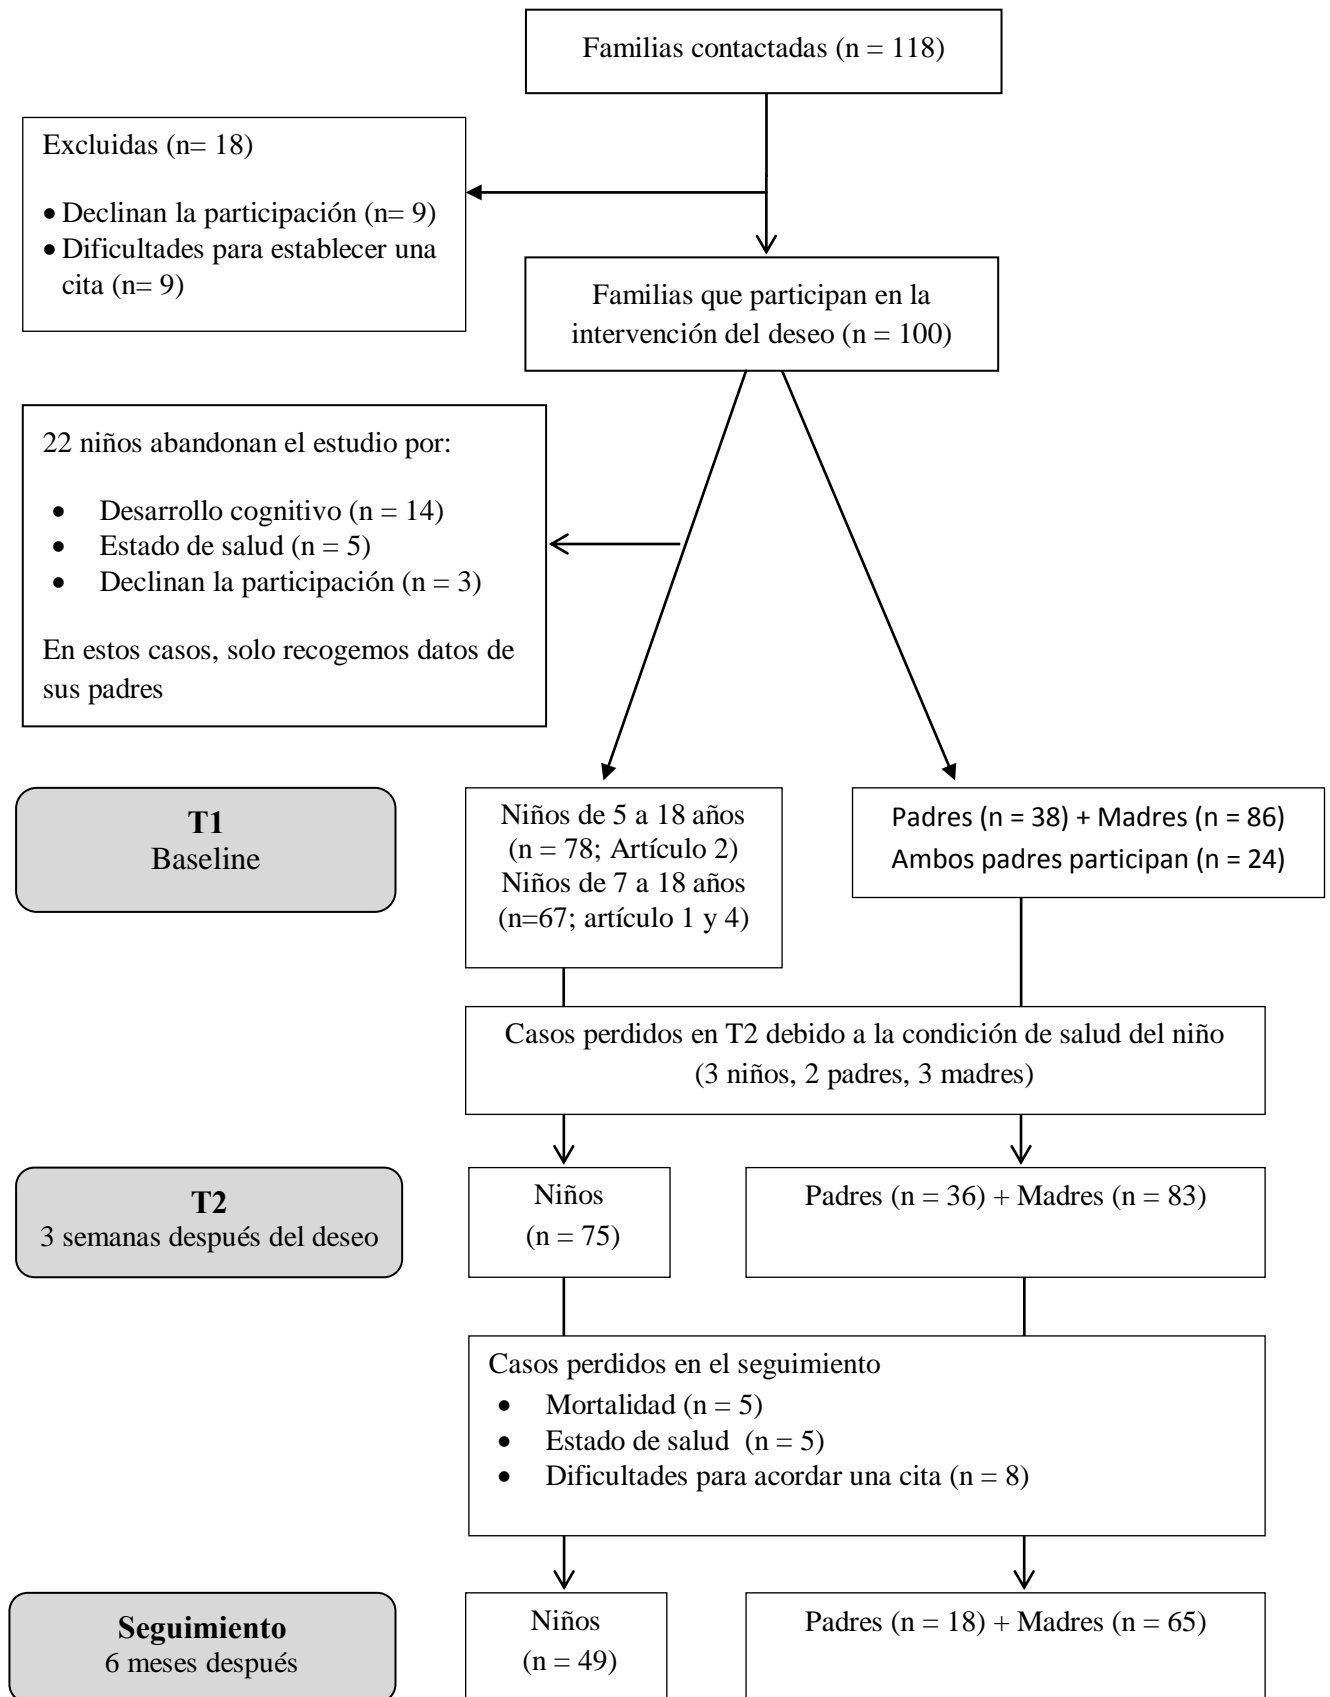 Familias contactadas (n = 118)
Excluidas (n= 18)
• Declinan la participación (n= 9)
• Dificultades para establecer una
cita (n= 9)
Familias que participan en la
intervención del deseo (n = 100)
22 niños abandonan el estudio por:
• Desarrollo cognitivo (n = 14)
• Estado de salud (n = 5)
• Declinan la participación (n = 3)
En estos casos, solo recogemos datos de
sus padres
T1
Baseline
Niños de 5 a 18 años
(n = 78; Artículo 2)
Niños de 7 a 18 años
(n=67; artículo 1 y 4)
Padres (n = 38) + Madres (n = 86)
Ambos padres participan (n = 24)
Casos perdidos en T2 debido a la condición de salud del niño
(3 niños, 2 padres, 3 madres)
T2
3 semanas después del deseo
Niños
(n = 75)
Padres (n = 36) + Madres (n = 83)
Casos perdidos en el seguimiento
• Mortalidad (n = 5)
• Estado de salud (n = 5)
• Dificultades para acordar una cita (n = 8)
Seguimiento
6 meses después
Niños
(n = 49)
Padres (n = 18) + Madres (n = 65)